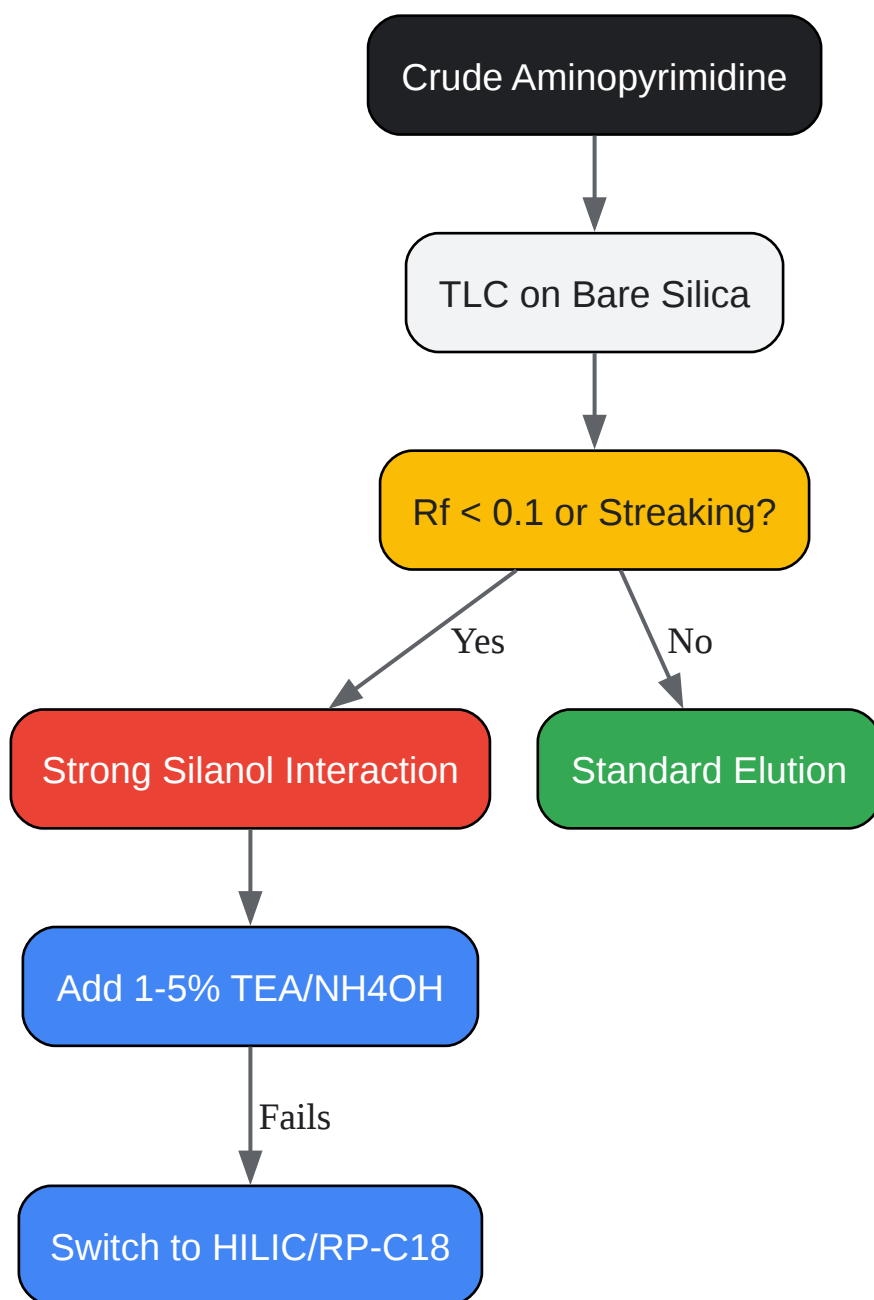 Crude Aminopyrimidine
TLC on Bare Silica
Rf < 0.1 or Streaking?
Yes
No
Strong Silanol Interaction
Standard Elution
Add 1-5% TEA/NH4OH
Fails
Switch to HILIC/RP-C18